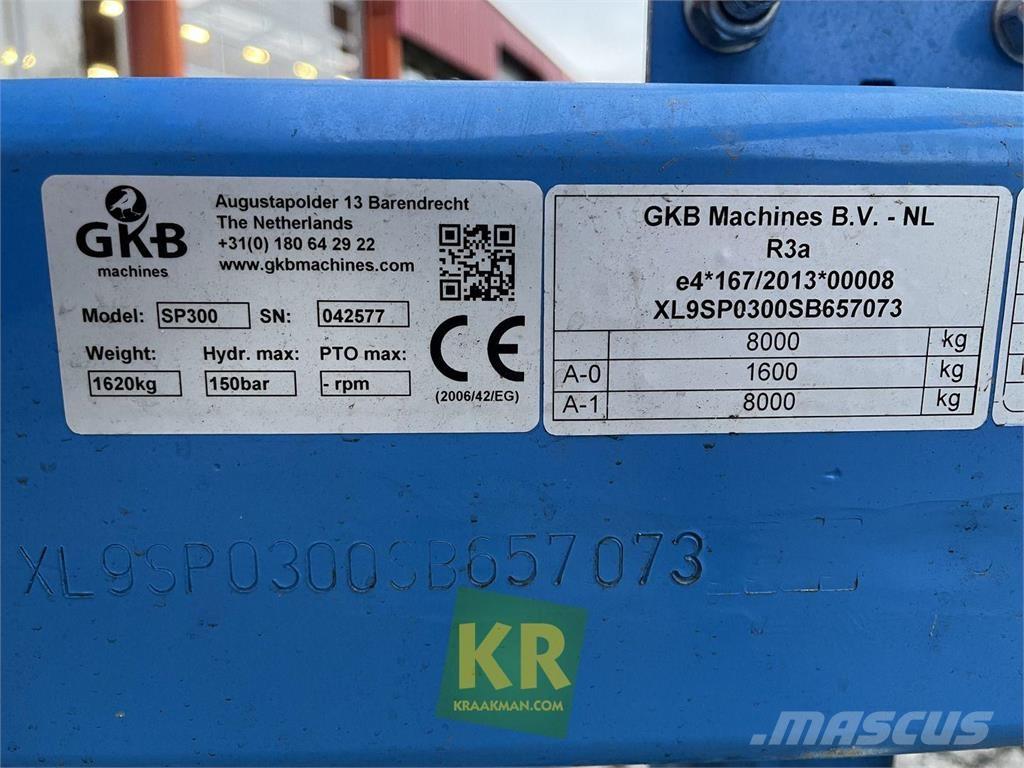 GKB
machines
Augustapolder 13 Barendrecht
The Netherlands
+31(0) 180 64 29 22
www.gkbmachines.com
Model: SP300 SN: 042577
Weight: Hydr. max: PTO max:
1620kg 150bar - rpm
CE
(2006/42/EG)
GKB Machines B.V. - NL
R3a
e4*167/2013*00008
XL9SP0300SB657073
8000 kg
A-0 1600 kg
A-1 8000 kg
XL9SP0300SB657073
KR
KRAAKMAN.COM
MASCUS